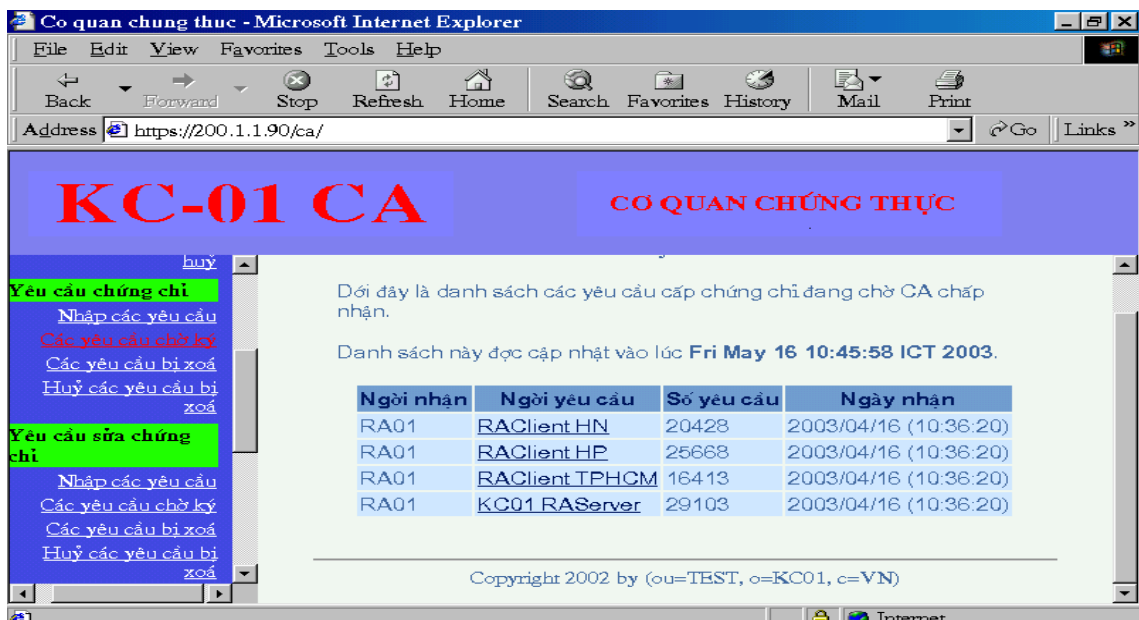 Co quan chung thuc - Microsoft Internet Explorer
File Edit View Favorites Tools Help
Back Forward Stop Refresh Home Search Favorites History Mail Print
Address https://200.1.1.90/ca/ Go Links »
KC-01 CA
CƠ QUAN CHỨNG THỰC
huỷ
Yêu cầu chứng chỉ
Nhập các yêu cầu
Các yêu cầu chờ ký
Các yêu cầu bị xoá
Huỷ các yêu cầu bị
xoá
Yêu cầu sửa chứng
chỉ
Nhập các yêu cầu
Các yêu cầu chờ ký
Các yêu cầu bị xoá
Huỷ các yêu cầu bị
xoá
Dới đây là danh sách các yêu cầu cấp chứng chỉ đang chờ CA chấp
nhận.
Danh sách này đợc cập nhật vào lúc Fri May 16 10:45:58 ICT 2003.
Ngời nhận Ngời yêu cầu Số yêu cầu Ngày nhận
RA01 RAClient HN 20428 2003/04/16 (10:36:20)
RA01 RAClient HP 25668 2003/04/16 (10:36:20)
RA01 RAClient TPHCM 16413 2003/04/16 (10:36:20)
RA01 KC01 RAServer 29103 2003/04/16 (10:36:20)
Copyright 2002 by (ou=TEST, o=KC01, c=VN)
Internet